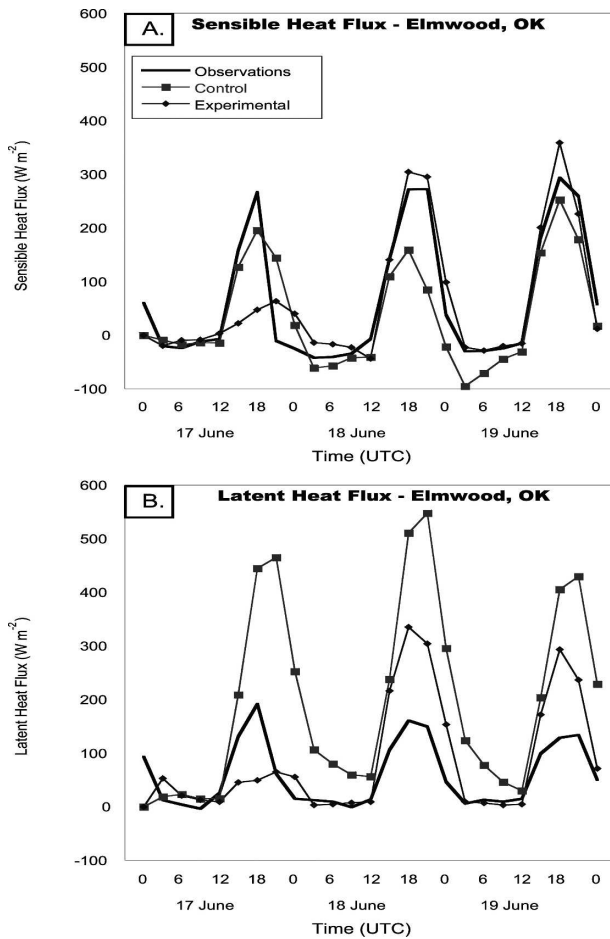 A. Sensible Heat Flux - Elmwood, OK
Observations
Control
Experimental
Sensible Heat Flux (W m-2)
600
500
400
300
200
100
0
-100
0 6 12 18 0 6 12 18 0 6 12 18 0
17 June 18 June 19 June
Time (UTC)
B. Latent Heat Flux - Elmwood, OK
Latent Heat Flux (W m-2)
600
500
400
300
200
100
0
-100
0 6 12 18 0 6 12 18 0 6 12 18 0
17 June 18 June 19 June
Time (UTC)